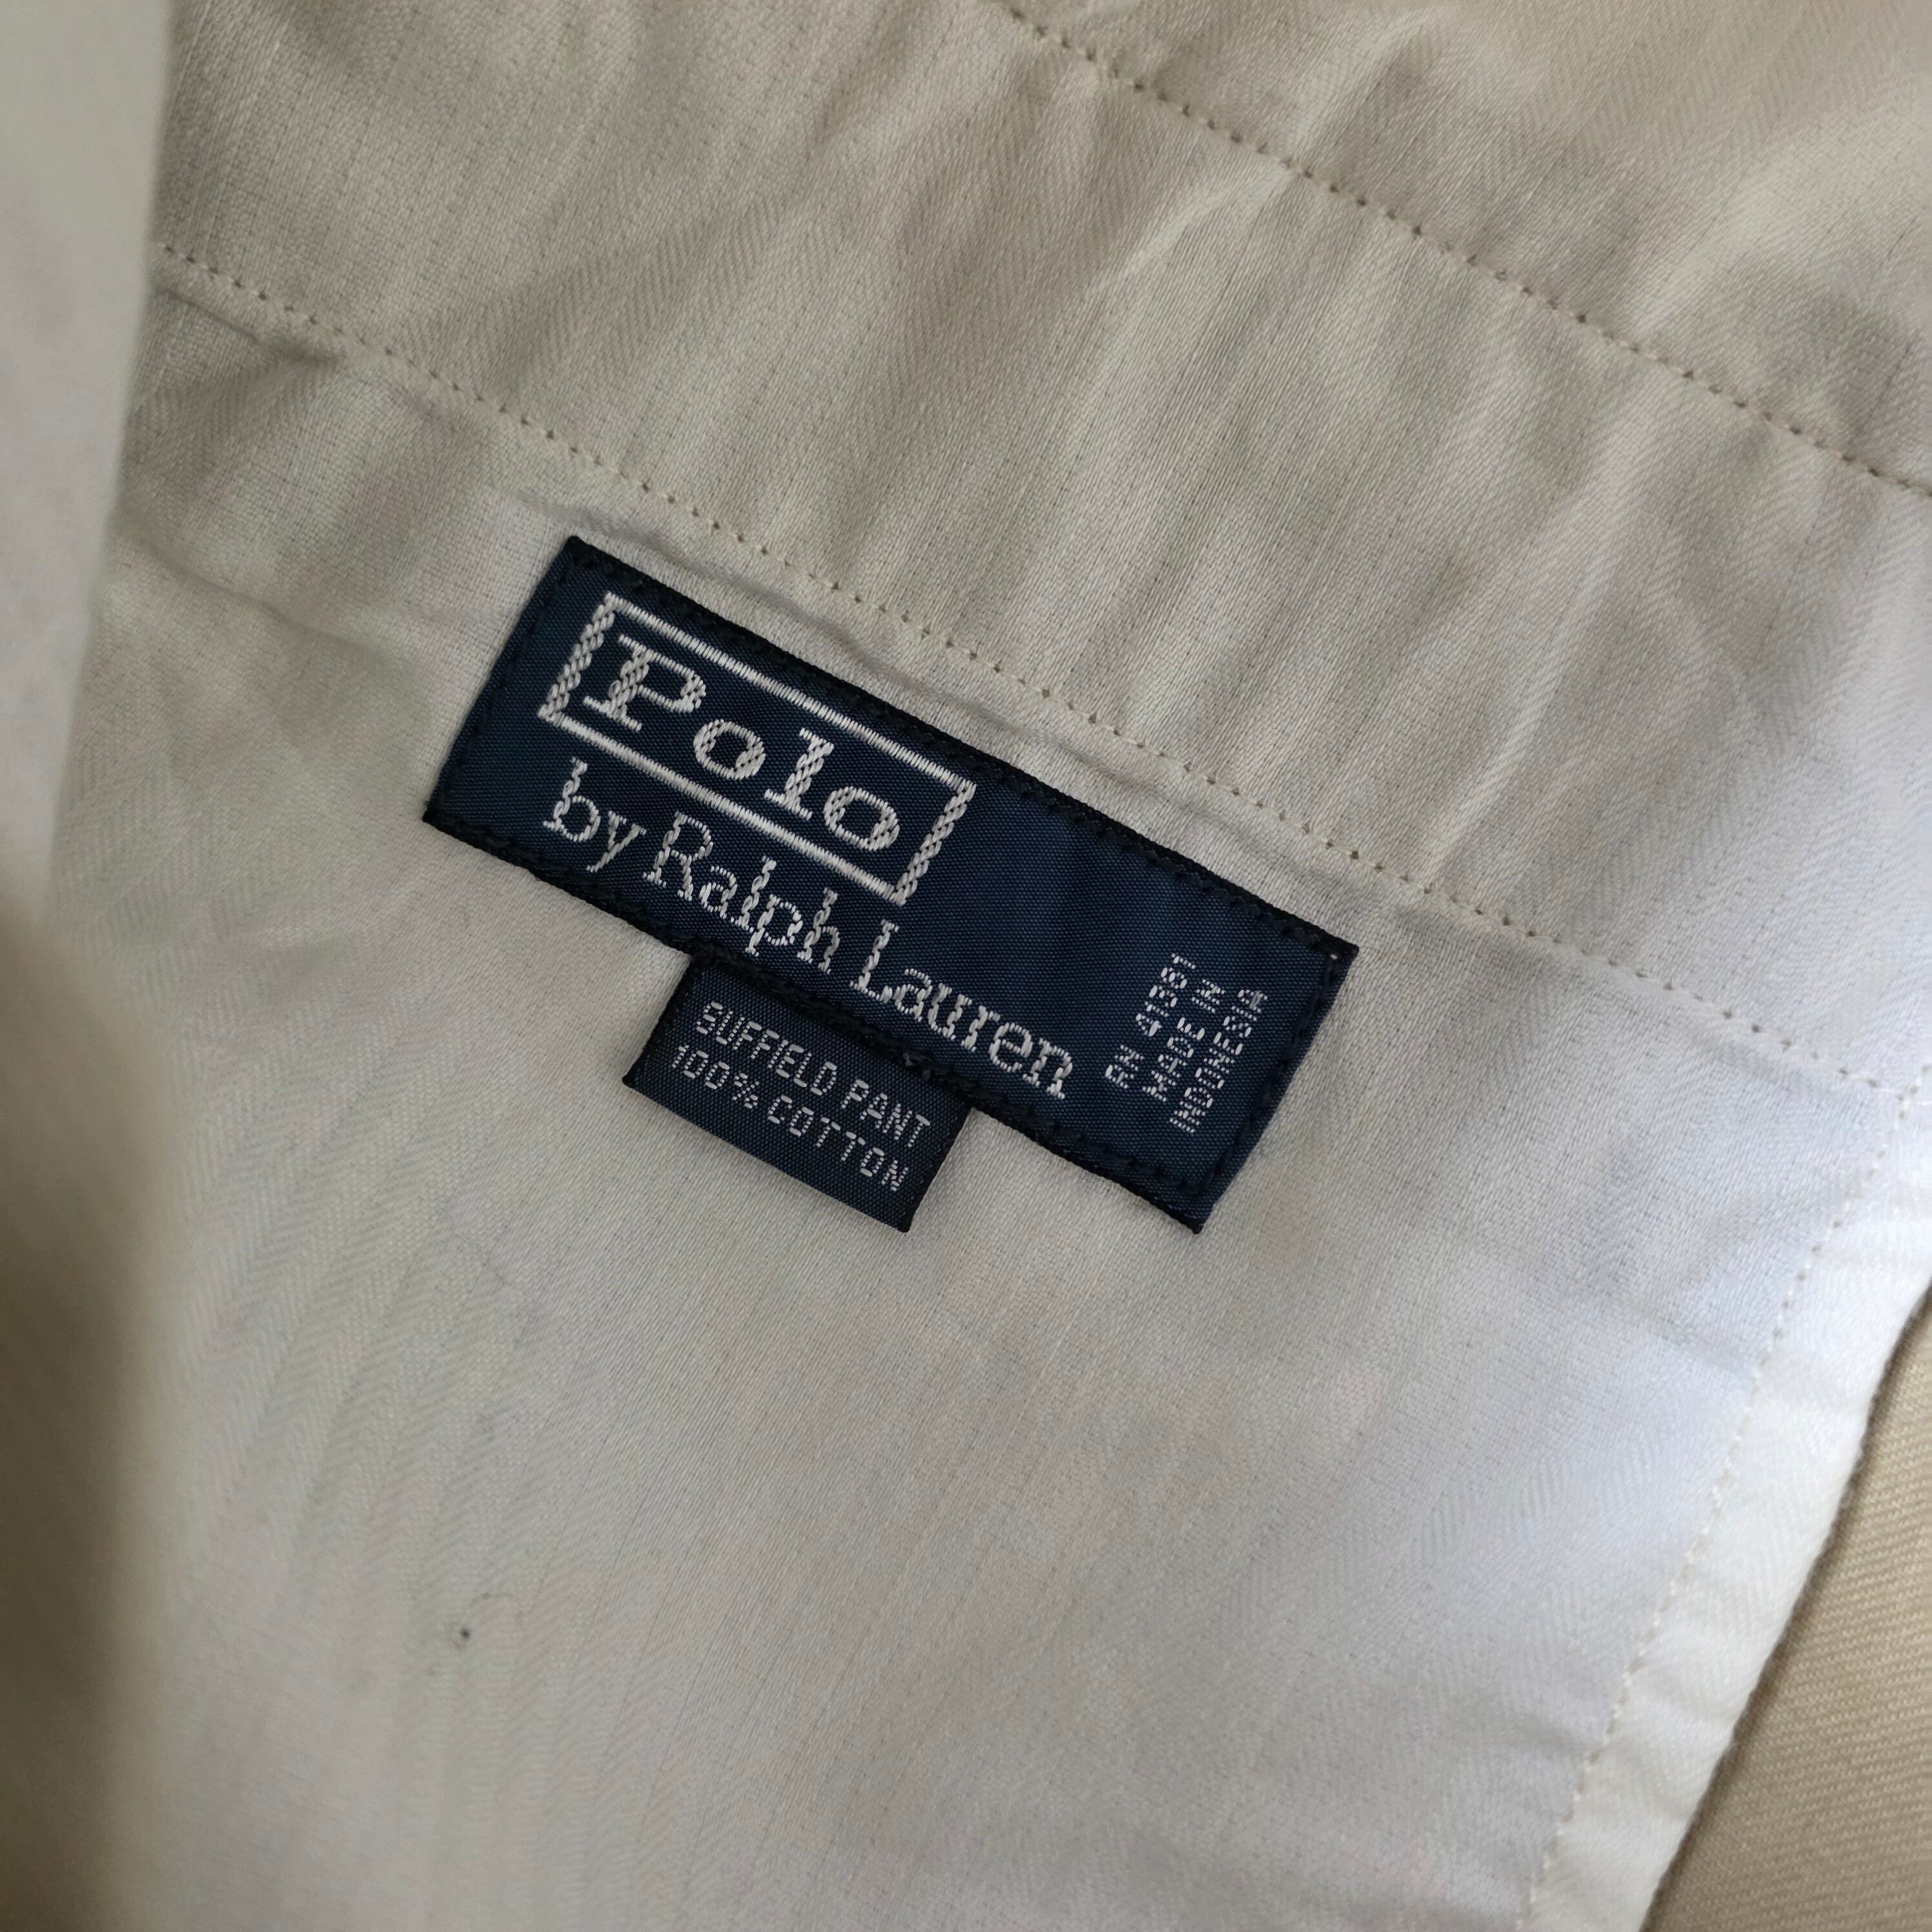 Polo
by Ralph Lauren
RN 41381
MADE IN
INDONESIA
SUFFIELD PANT
100% COTTON